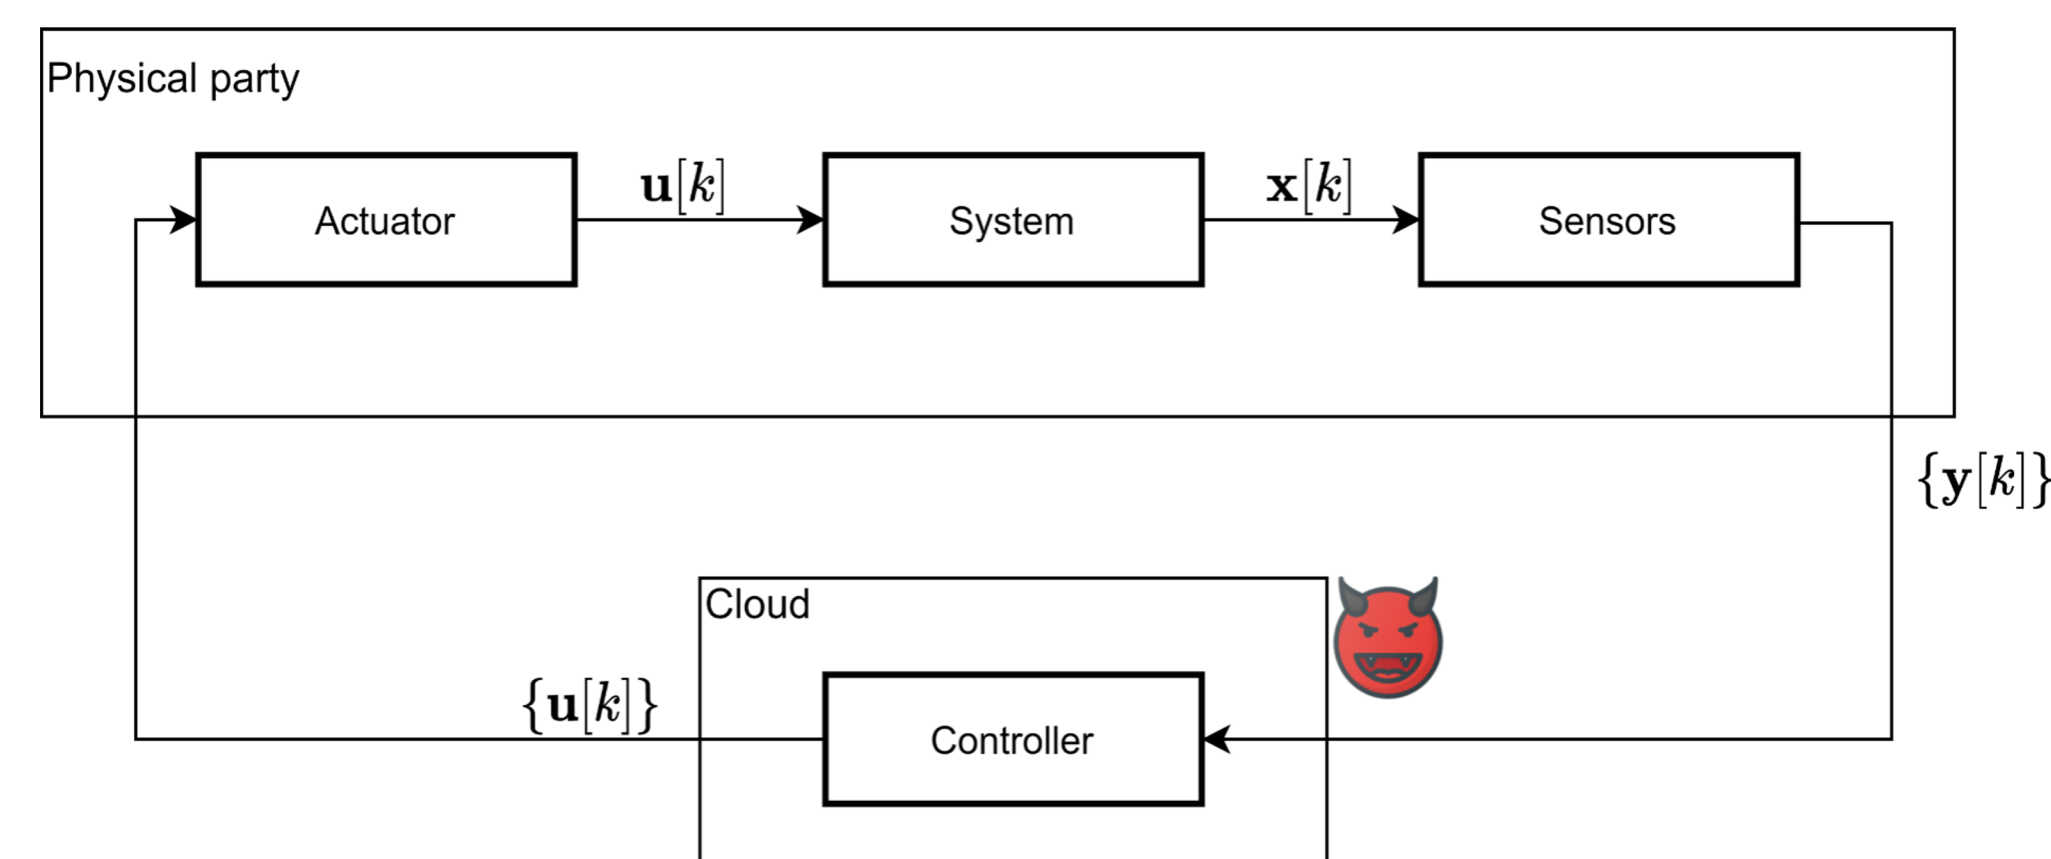 Physical party
Actuator
u[k]
System
x[k]
Sensors
{y[k]}
Cloud
{u[k]}
Controller